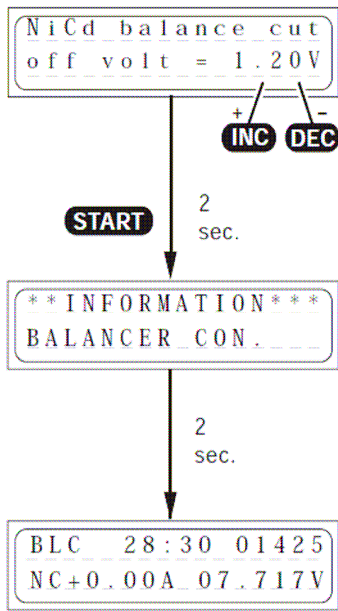 NiCd balance cut
off volt = 1.20V
+ -
INC DEC
START
2
sec.
**INFORMATION***
BALANCER CON.
2
sec.
BLC 28:30 01425
NC+0.00A 07.717V